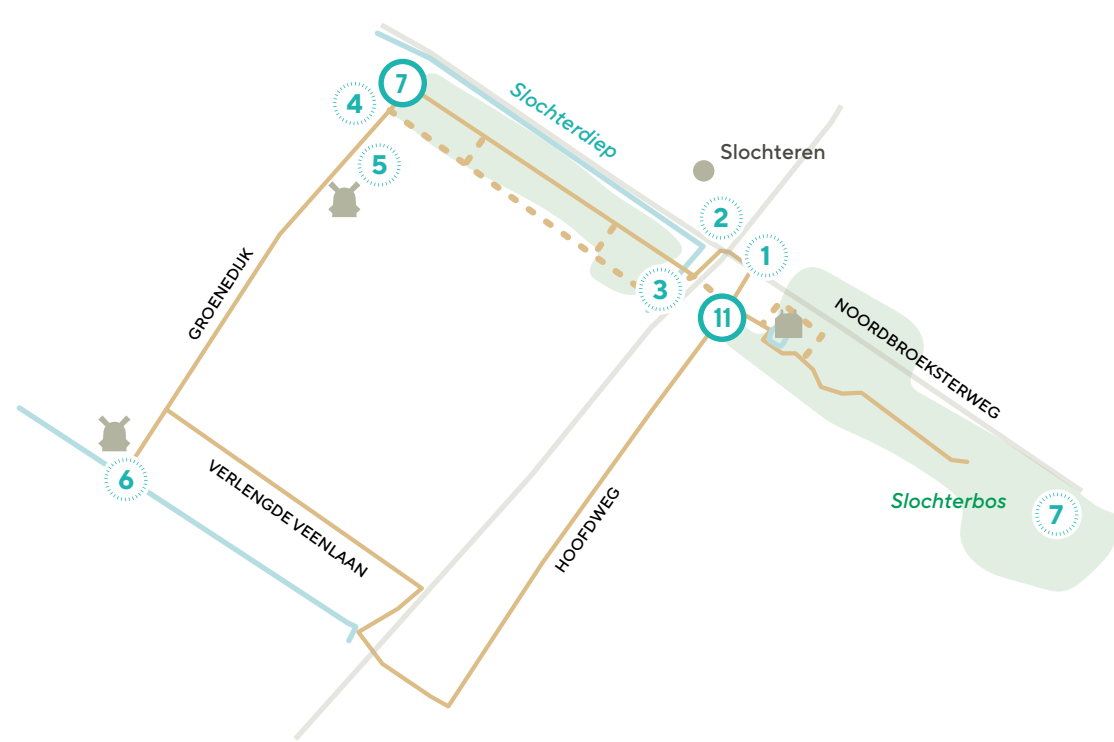 7
4
Slochterdiep
5
Slochteren
2
1
3
11
GROENEDIJK
NOORDBROEKSTERWEG
6
VERLENGDE VEENLAAN
HOOFDWEG
Slochterbos
7